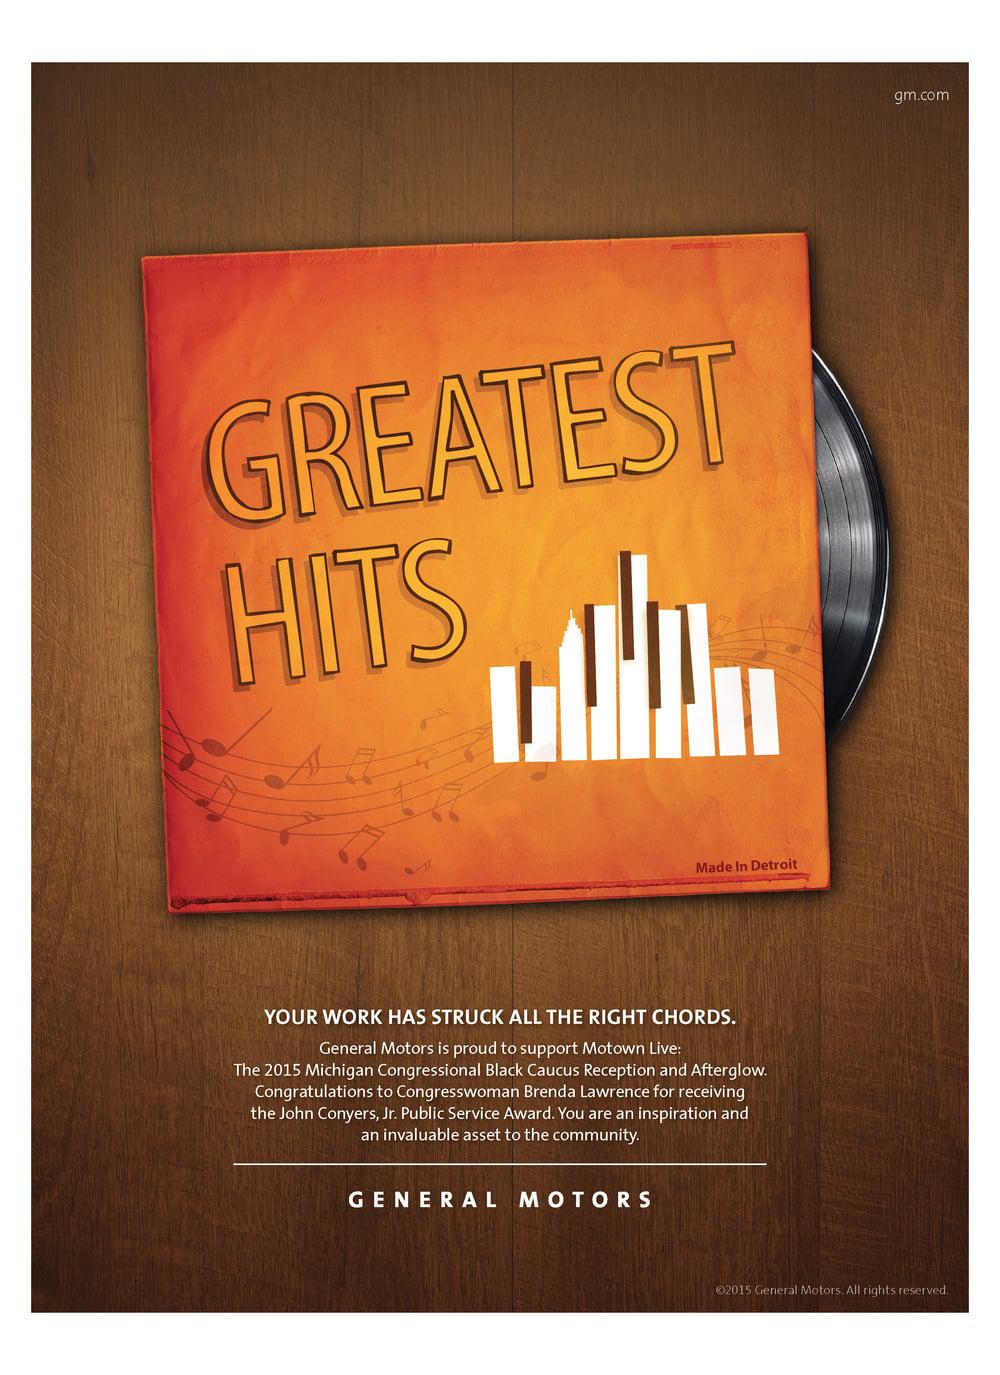 gm.com
GREATEST
HITS
Made In Detroit
YOUR WORK HAS STRUCK ALL THE RIGHT CHORDS.
General Motors is proud to support Motown Live:
The 2015 Michigan Congressional Black Caucus Reception and Afterglow.
Congratulations to Congresswoman Brenda Lawrence for receiving
the John Conyers, Jr. Public Service Award. You are an inspiration and
an invaluable asset to the community.
GENERAL MOTORS
©2015 General Motors. All rights reserved.